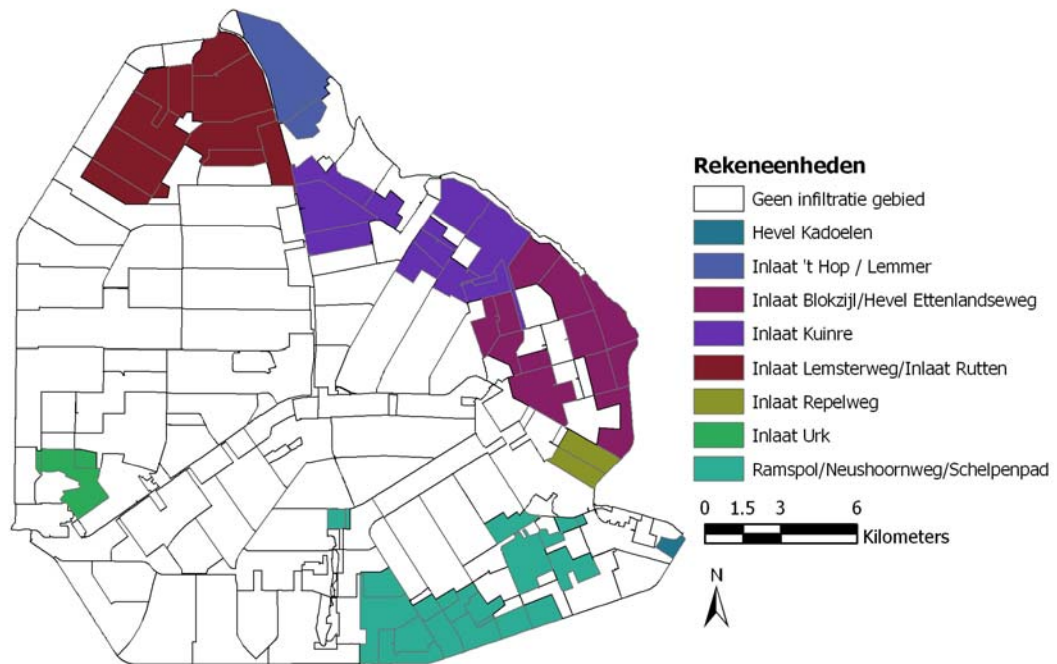 Rekeneenheden
Geen infiltratie gebied
Hevel Kadoelen
Inlaat 't Hop / Lemmer
Inlaat Blokzijl/Hevel Ettenlandseweg
Inlaat Kuinre
Inlaat Lemsterweg/Inlaat Rutten
Inlaat Repelweg
Inlaat Urk
Ramspol/Neushoornweg/Schelpenpad
0 1.5 3 6
Kilometers
N